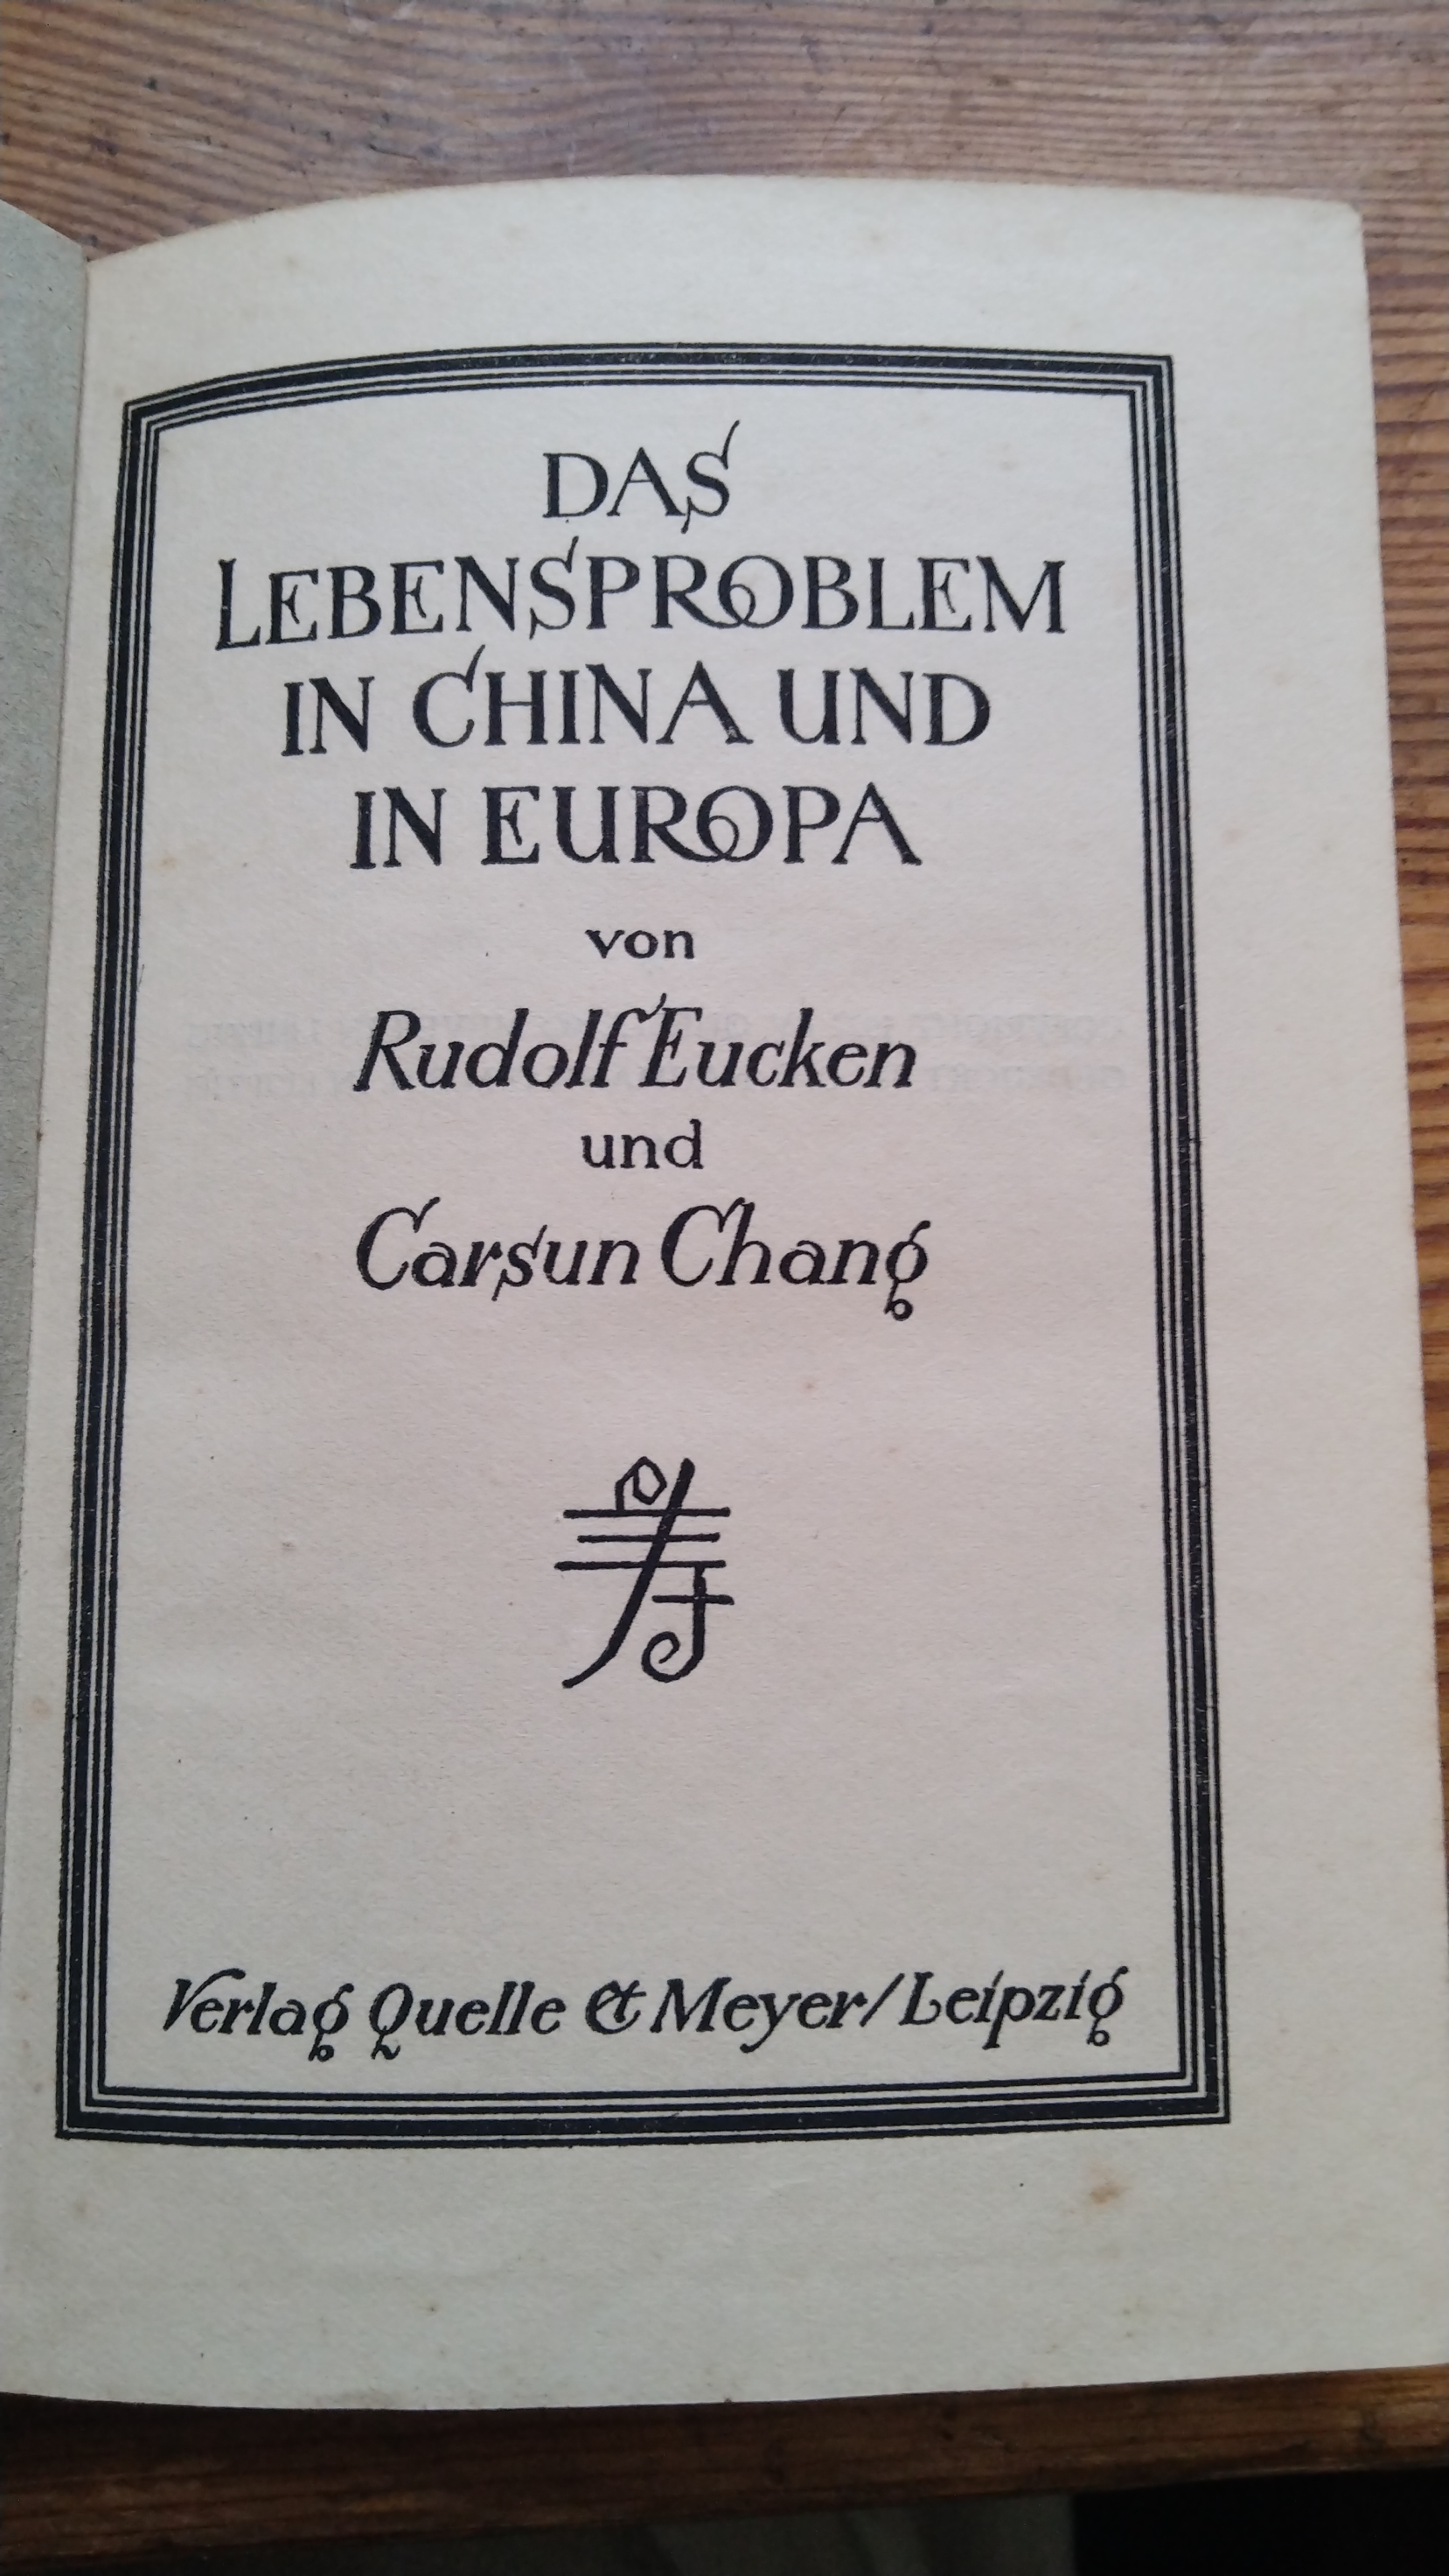 DAS
LEBENSPROBLEM
IN CHINA UND
IN EUROPA
von
Rudolf Eucken
und
Carsun Chang
寿
Verlag Quelle & Meyer/Leipzig